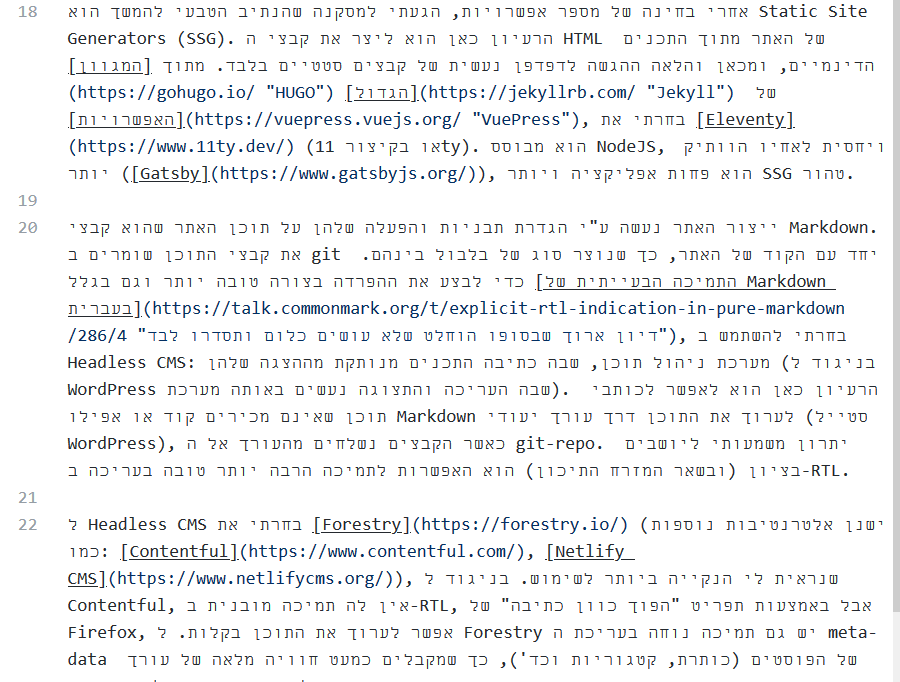 18 אחרי בחינה של מספר אפשרויות, הגעתי למסקנה שהנתיב הטבעי להמשך הוא Static Site
Generators (SSG). הרעיון כאן הוא ליצר את קבצי ה HTML של האתר מתוך התכנים
הדינמיים, ומכאן והלאה ההגשה לדפדפן נעשית של קבצים סטטיים בלבד. מתוך [המגוון]
(https://gohugo.io/ "HUGO") [הגדול](https://jekyllrb.com/ "Jekyll") של
[האפשרויות](https://vuepress.vuejs.org/ "VuePress"), בחרתי את [Eleventy]
(https://www.11ty.dev/) (או בקיצור 11ty). הוא מבוסס NodeJS, ויחסית לאחיו הוותיק
יותר ([Gatsby](https://www.gatsbyjs.org/)), הוא פחות אפליקציה ויותר SSG טהור.
19
20 ייצור האתר נעשה ע"י הגדרת תבניות והפעלה שלהן על תוכן האתר שהוא קבצי Markdown.
את קבצי התוכן שומרים ב git יחד עם הקוד של האתר, כך שנוצר סוג של בלבול בינהם.
כדי לבצע את ההפרדה בצורה טובה יותר וגם בגלל [התמיכה הבעייתית של Markdown
בעברית](https://talk.commonmark.org/t/explicit-rtl-indication-in-pure-markdown
/286/4 "דיון ארוך שבסופו הוחלט שלא עושים כלום ותסדרו לבד"), בחרתי להשתמש ב
Headless CMS: מערכת ניהול תוכן, שבה כתיבה התכנים מנותקת מההצגה שלהן (בניגוד ל
WordPress שבה העריכה והתצוגה נעשים באותה מערכת). הרעיון כאן הוא לאפשר לכותבי
תוכן שאינם מכירים קוד או אפילו Markdown לערוך את התוכן דרך עורך יעודי (סטייל
WordPress), כאשר הקבצים נשלחים מהעורך אל ה git-repo. יתרון משמעותי ליושבים
בציון (ובשאר המזרח התיכון) הוא האפשרות לתמיכה הרבה יותר טובה בעריכה ב-RTL.
21
22 ל Headless CMS בחרתי את [Forestry](https://forestry.io/) (ישנן אלטרנטיבות נוספות
כמו: [Contentful](https://www.contentful.com/), [Netlify
CMS](https://www.netlifycms.org/)), שנראית לי הנקייה ביותר לשימוש. בניגוד ל
Contentful, אין לה תמיכה מובנית ב-RTL, אבל באמצעות תפריט "הפוך כוון כתיבה" של
Firefox, אפשר לערוך את התוכן בקלות. ל Forestry יש גם תמיכה נוחה בעריכת ה meta-
data של הפוסטים (כותרת, קטגוריות וכד'), כך שמקבלים כמעט חוויה מלאה של עורך